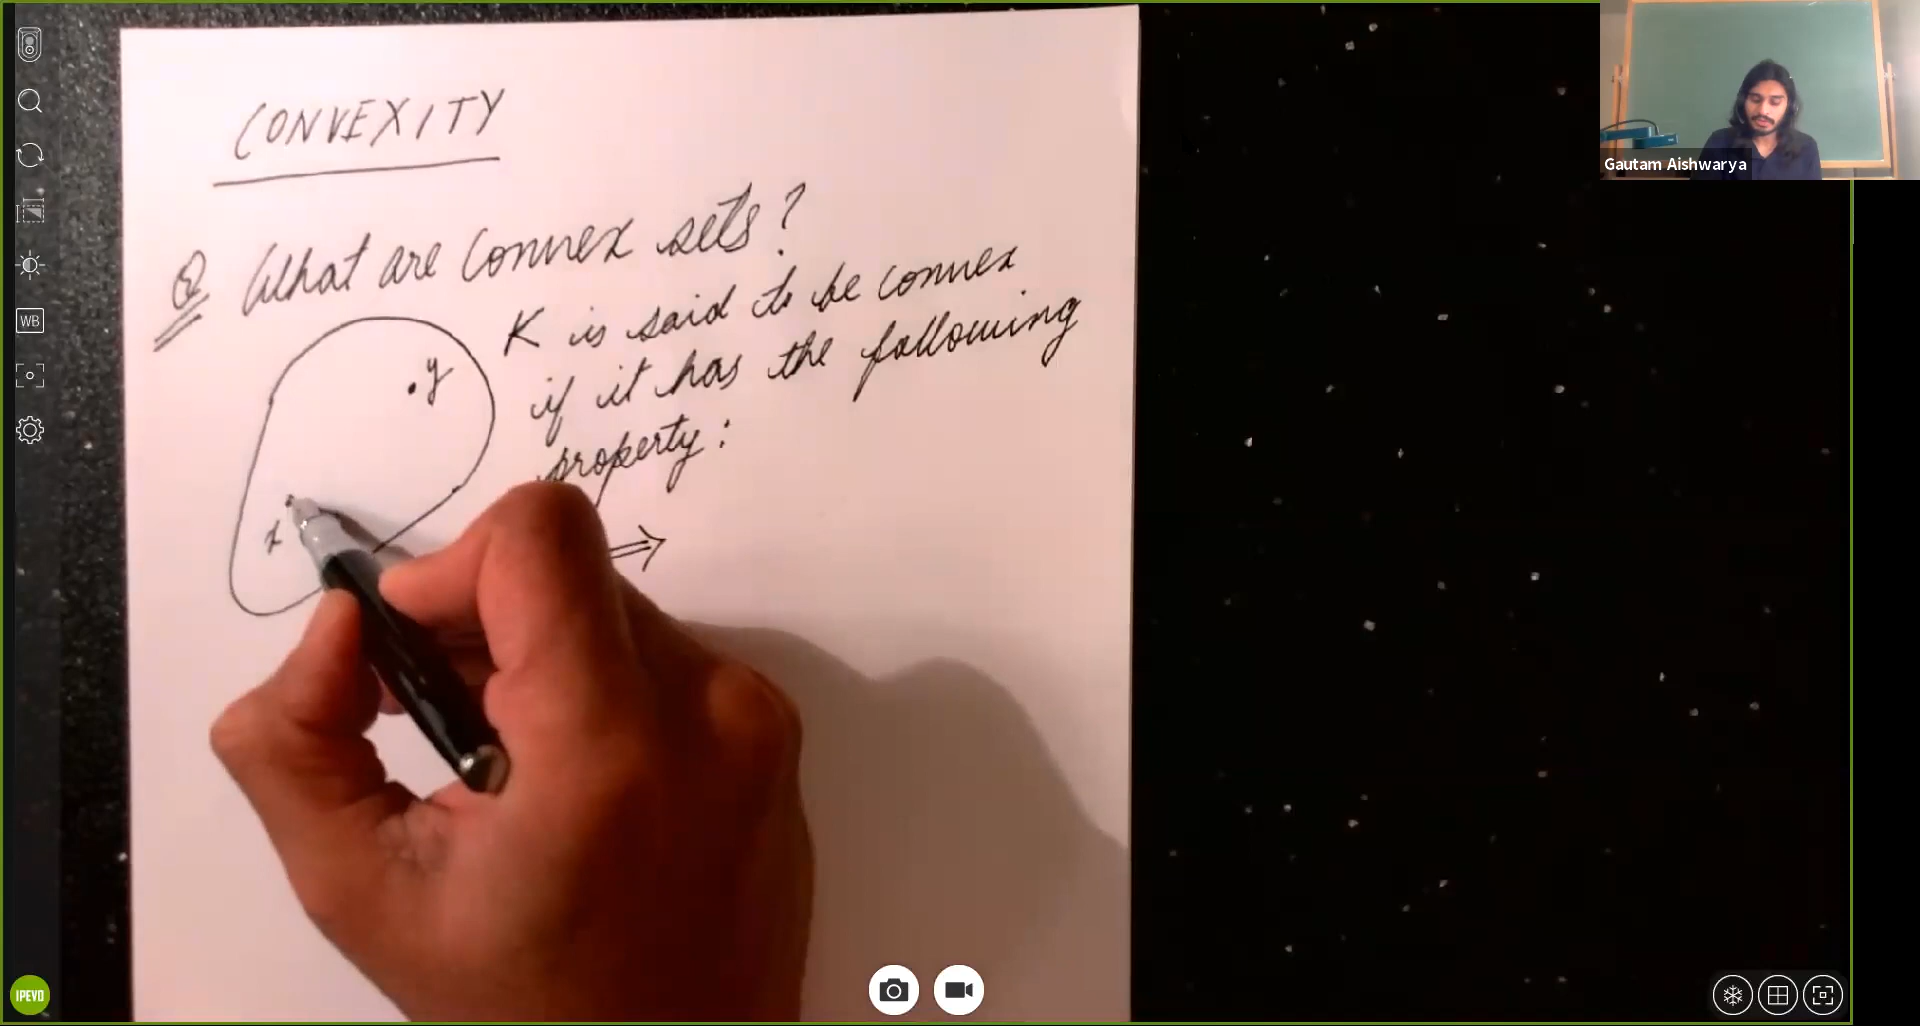 CONVEXITY
Q What are convex sets?
K is said to be convex
if it has the following
property:
⇒
y
x
Gautam Aishwarya
WB
IPEVO